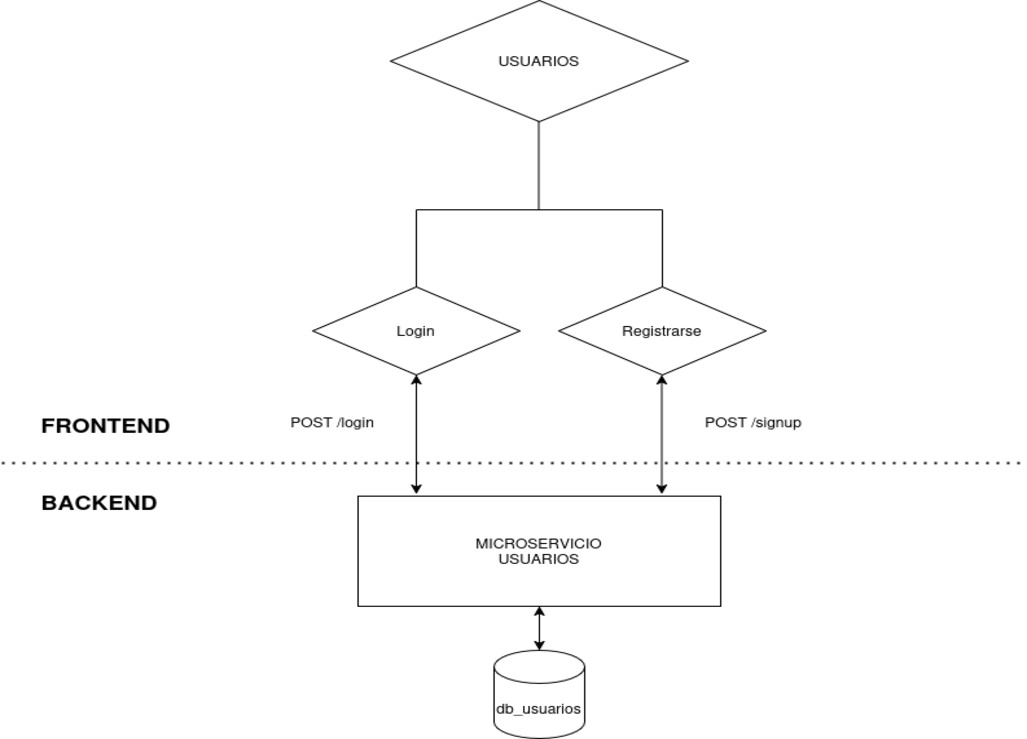 USUARIOS
Login
Registrarse
POST /login
POST /signup
FRONTEND
BACKEND
MICROSERVICIO
USUARIOS
db_usuarios